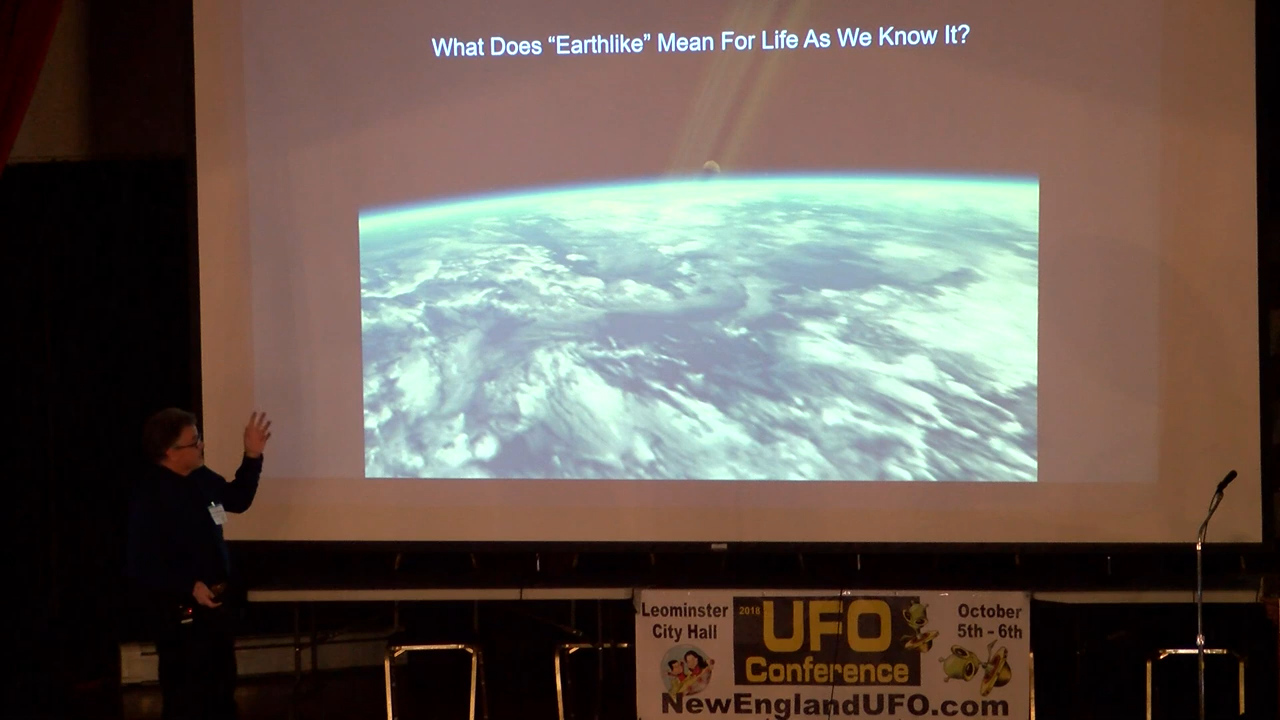 What Does “Earthlike” Mean For Life As We Know It?
Leominster
City Hall
2018 UFO
Conference
October
5th - 6th
NewEnglandUFO.com